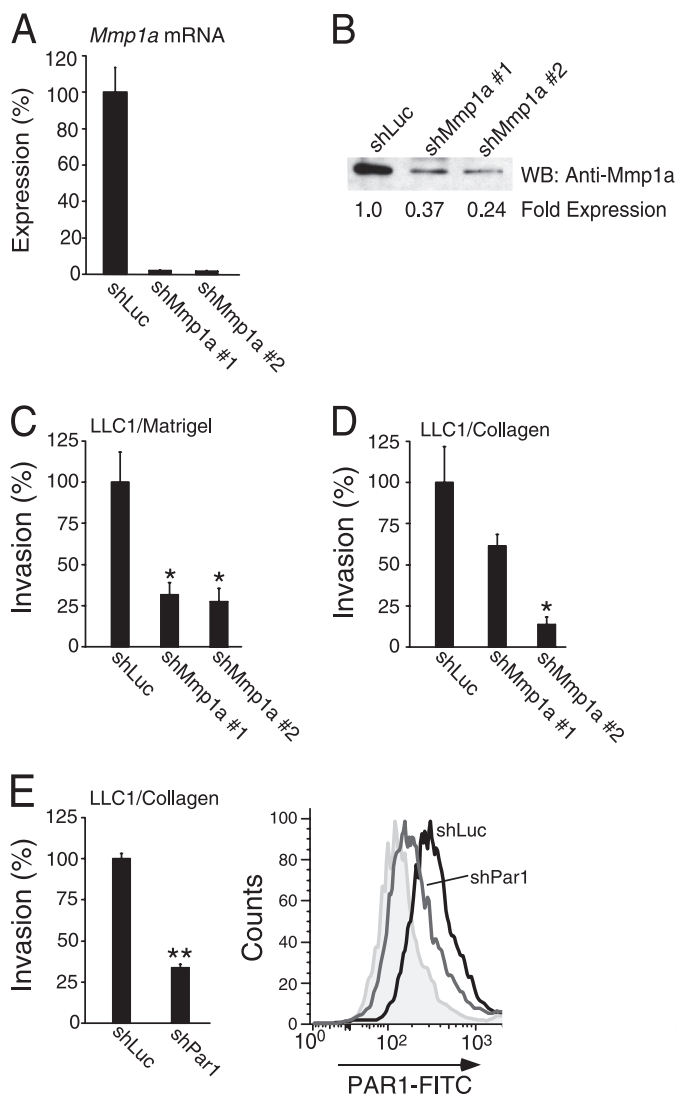 A
Mmp1a mRNA
Expression (%)
120
100
80
60
40
20
0
shLuc
shMmp1a #1
shMmp1a #2
B
shLuc
shMmp1a #1
shMmp1a #2
WB: Anti-Mmp1a
1.0 0.37 0.24 Fold Expression
C
LLC1/Matrigel
Invasion (%)
125
100
75
50
25
0
* *
shLuc
shMmp1a #1
shMmp1a #2
D
LLC1/Collagen
Invasion (%)
125
100
75
50
25
0
*
shLuc
shMmp1a #1
shMmp1a #2
E
LLC1/Collagen
Invasion (%)
125
100
75
50
25
0
**
shLuc
shPar1
Counts
100
80
60
40
20
0
shLuc
shPar1
10⁰ 10² 10³
PAR1-FITC